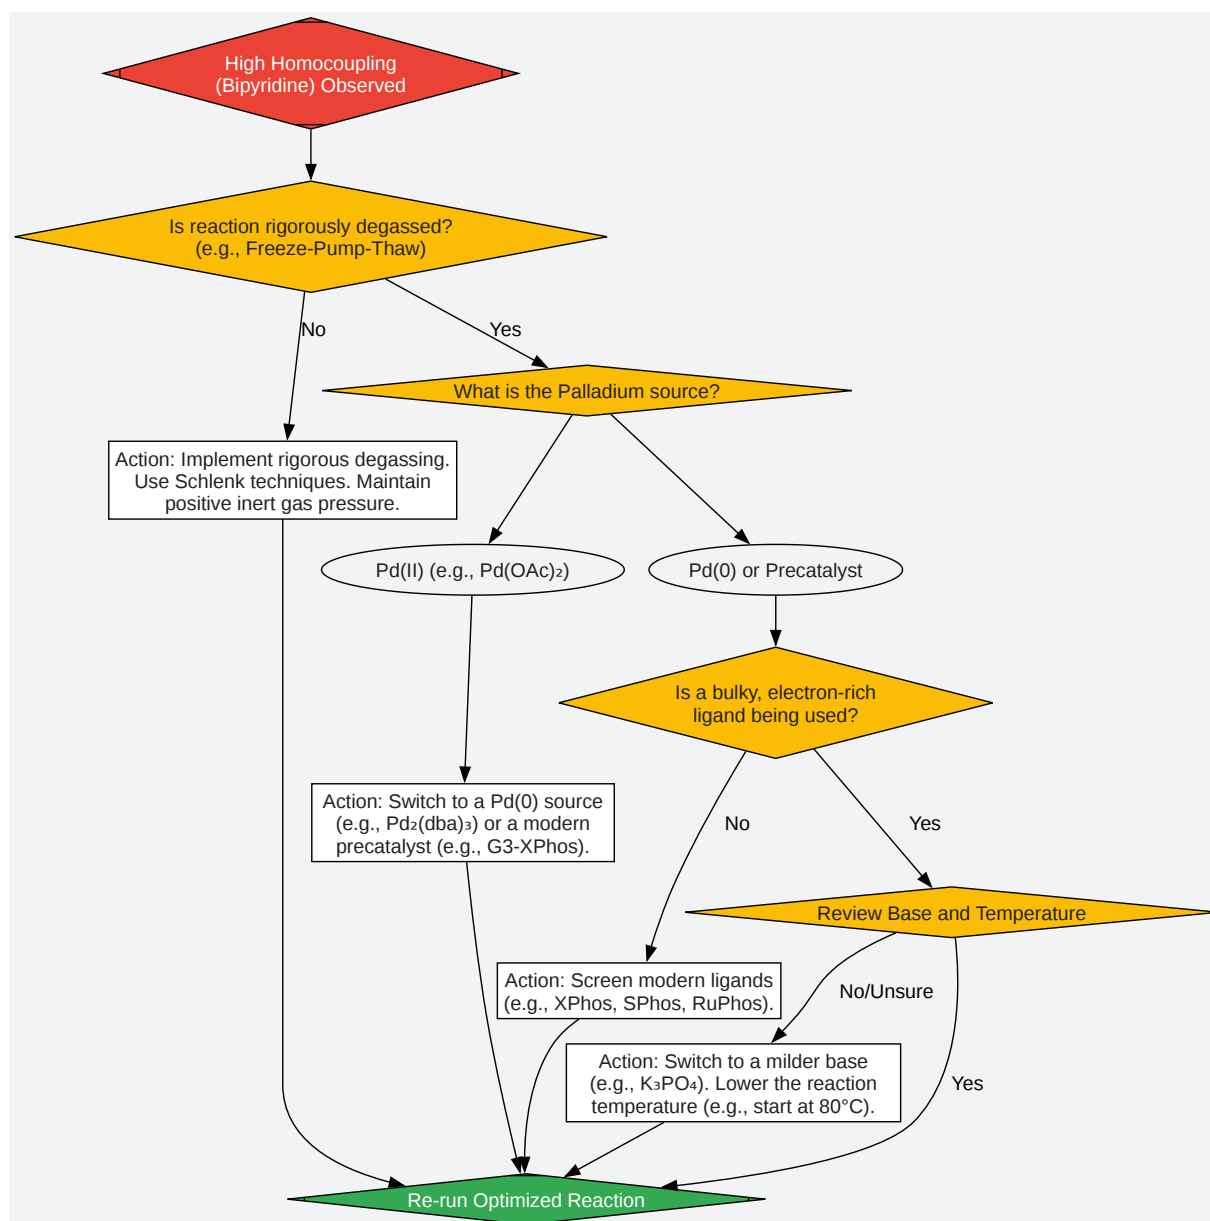 High Homocoupling
(Bipyridine) Observed
Is reaction rigorously degassed?
(e.g., Freeze-Pump-Thaw)
No
Yes
What is the Palladium source?
Action: Implement rigorous degassing.
Use Schlenk techniques. Maintain
positive inert gas pressure.
Pd(II) (e.g., Pd(OAc)₂)
Pd(0) or Precatalyst
Is a bulky, electron-rich
ligand being used?
Action: Switch to a Pd(0) source
(e.g., Pd₂(dba)₃) or a modern
precatalyst (e.g., G3-XPhos).
No
Yes
Review Base and Temperature
Action: Screen modern ligands
(e.g., XPhos, SPhos, RuPhos).
No/Unsure
Action: Switch to a milder base
(e.g., K₃PO₄). Lower the reaction
temperature (e.g., start at 80°C).
Yes
Re-run Optimized Reaction